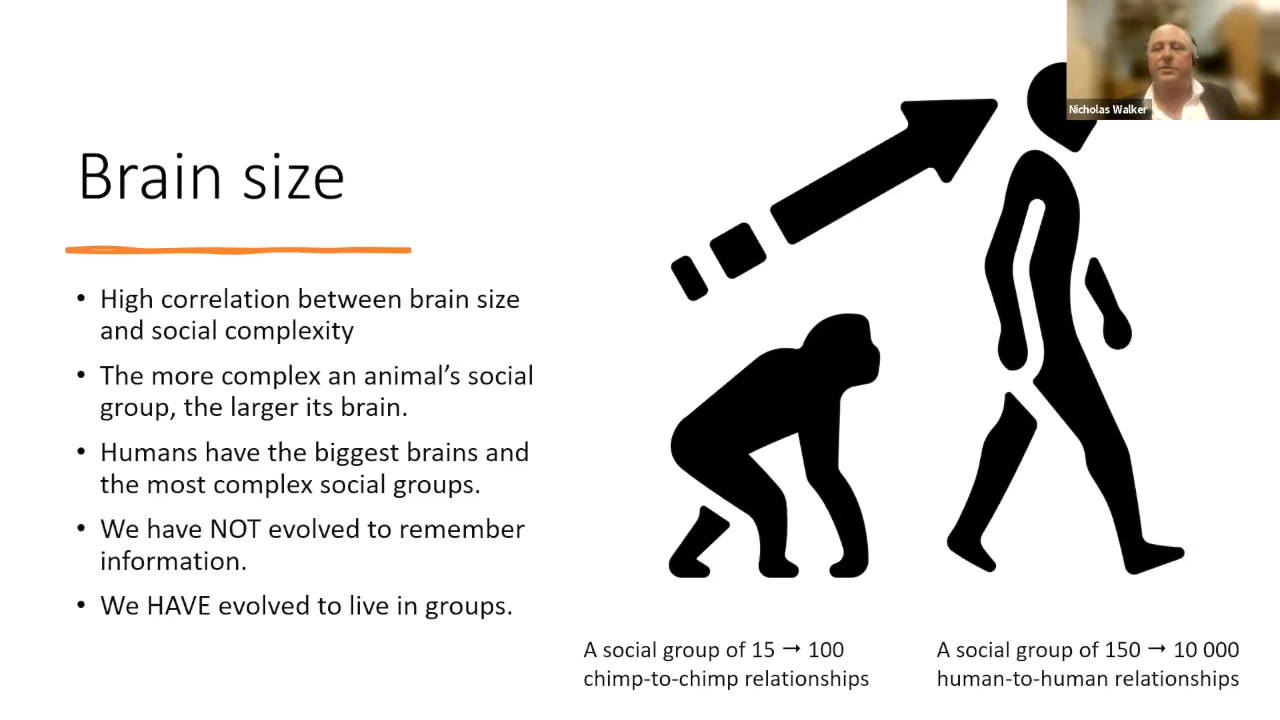 Nicholas Walker
Brain size
• High correlation between brain size
and social complexity
• The more complex an animal’s social
group, the larger its brain.
• Humans have the biggest brains and
the most complex social groups.
• We have NOT evolved to remember
information.
• We HAVE evolved to live in groups.
A social group of 15 → 100
chimp-to-chimp relationships
A social group of 150 → 10 000
human-to-human relationships